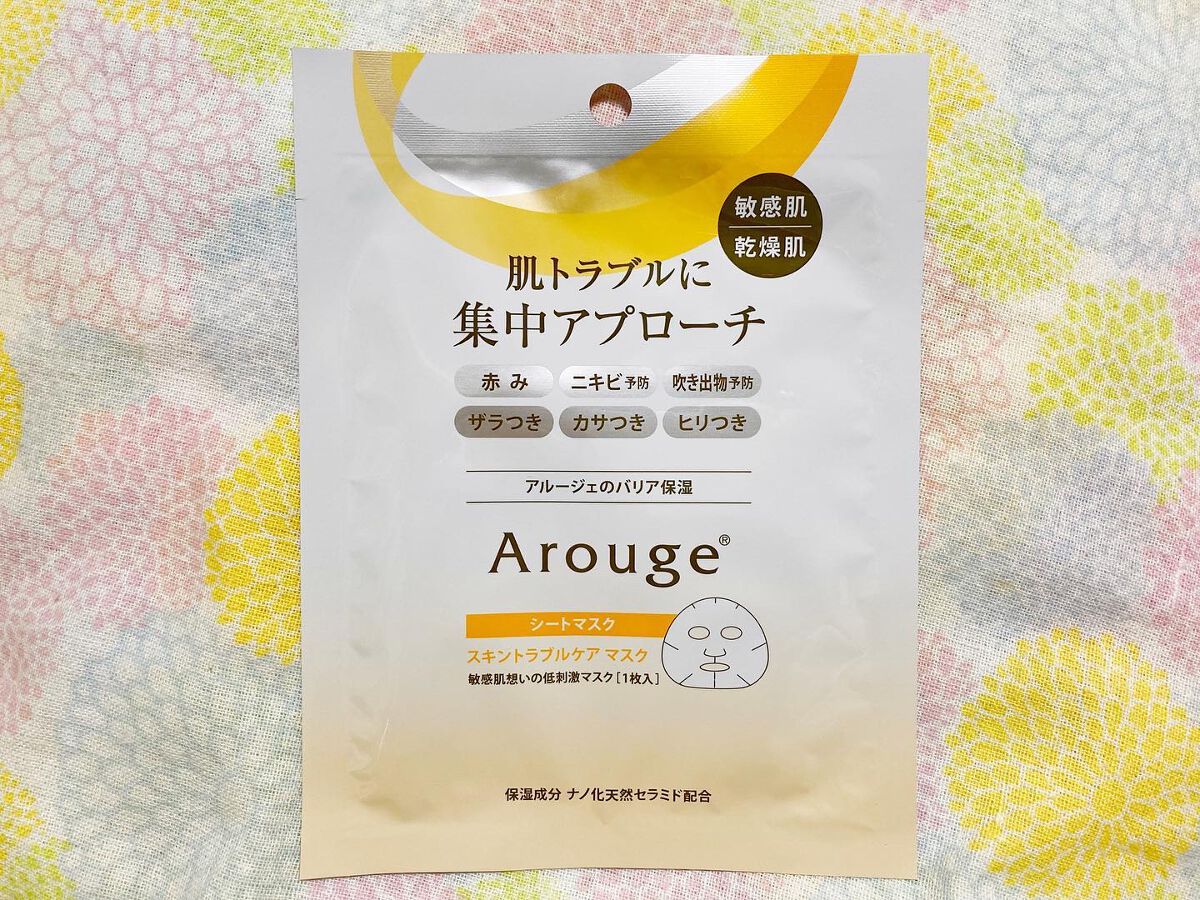 敏感肌
乾燥肌
肌トラブルに
集中アプローチ
赤み ニキビ予防 吹き出物予防
ザラつき カサつき ヒリつき
アルージェのバリア保湿
Arouge®
シートマスク
スキントラブルケア マスク
敏感肌想いの低刺激マスク[1枚入]
保湿成分 ナノ化天然セラミド配合